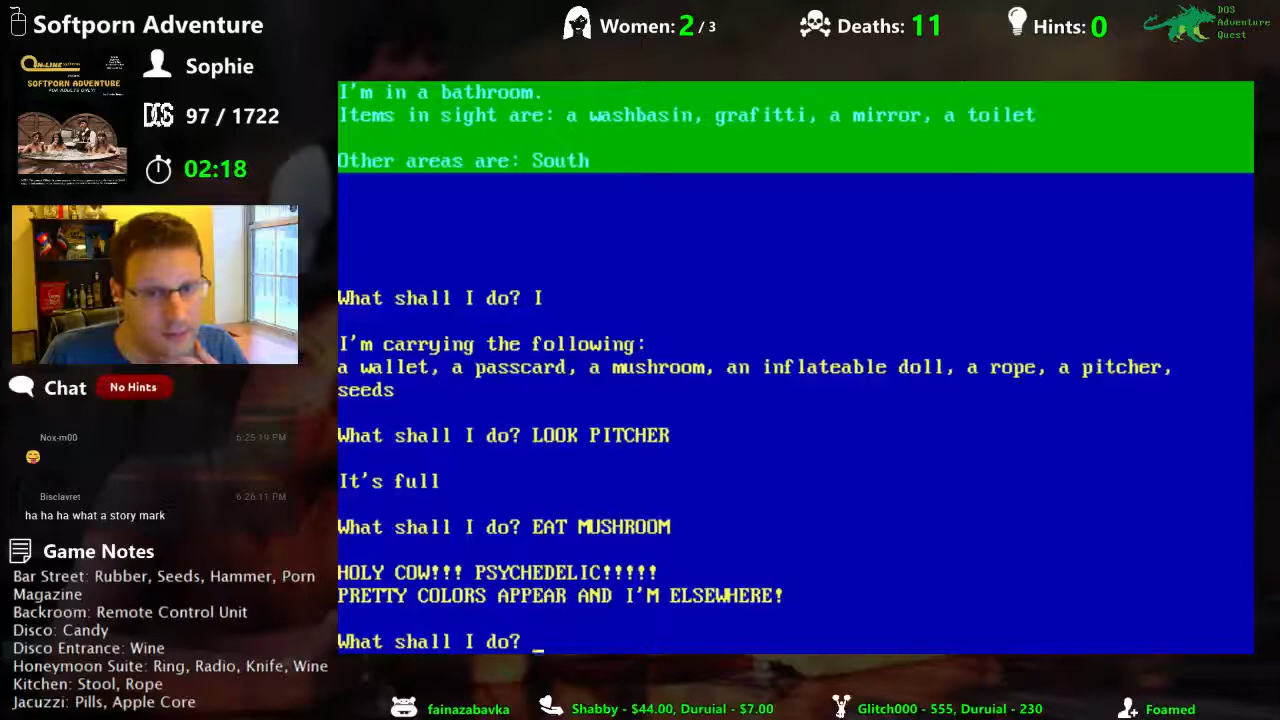 Softporn Adventure
Women: 2 / 3
Deaths: 11
Hints: 0
DOS
Adventure
Quest
ON-LINE systems
SOFTPORN ADVENTURE
Sophie
DOS 97 / 1722
02:18
I'm in a bathroom.
Items in sight are: a washbasin, grafitti, a mirror, a toilet
Other areas are: South
What shall I do? I
I'm carrying the following:
a wallet, a passcard, a mushroom, an inflateable doll, a rope, a pitcher,
seeds
What shall I do? LOOK PITCHER
It's full
What shall I do? EAT MUSHROOM
HOLY COW!!! PSYCHEDELIC!!!!!
PRETTY COLORS APPEAR AND I'M ELSEWHERE!
What shall I do? _
Chat No Hints
Nox-m00 6:25:19 PM
Bisclavret 6:26:11 PM
ha ha ha what a story mark
Game Notes
Bar Street: Rubber, Seeds, Hammer, Porn
Magazine
Backroom: Remote Control Unit
Disco: Candy
Disco Entrance: Wine
Honeymoon Suite: Ring, Radio, Knife, Wine
Kitchen: Stool, Rope
Jacuzzi: Pills, Apple Core
fainazabavka
Shabby - $44.00, Duruial - $7.00
Glitch000 - 555, Duruial - 230
Foamed